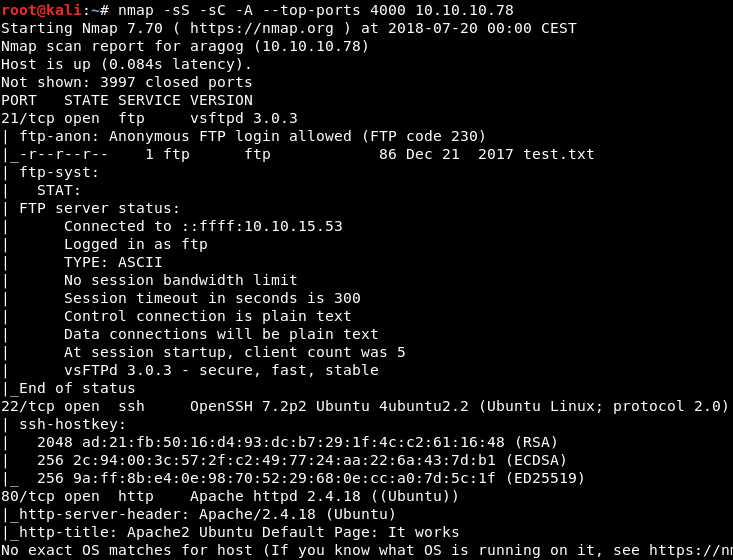 root@kali:~# nmap -sS -sC -A --top-ports 4000 10.10.10.78
Starting Nmap 7.70 ( https://nmap.org ) at 2018-07-20 00:00 CEST
Nmap scan report for aragog (10.10.10.78)
Host is up (0.084s latency).
Not shown: 3997 closed ports
PORT   STATE SERVICE VERSION
21/tcp open  ftp     vsftpd 3.0.3
| ftp-anon: Anonymous FTP login allowed (FTP code 230)
|_-r--r--r--    1 ftp      ftp            86 Dec 21  2017 test.txt
| ftp-syst:
|   STAT:
| FTP server status:
|      Connected to ::ffff:10.10.15.53
|      Logged in as ftp
|      TYPE: ASCII
|      No session bandwidth limit
|      Session timeout in seconds is 300
|      Control connection is plain text
|      Data connections will be plain text
|      At session startup, client count was 5
|      vsFTPd 3.0.3 - secure, fast, stable
|_End of status
22/tcp open  ssh     OpenSSH 7.2p2 Ubuntu 4ubuntu2.2 (Ubuntu Linux; protocol 2.0)
| ssh-hostkey:
|   2048 ad:21:fb:50:16:d4:93:dc:b7:29:1f:4c:c2:61:16:48 (RSA)
|   256 2c:94:00:3c:57:2f:c2:49:77:24:aa:22:6a:43:7d:b1 (ECDSA)
|_  256 9a:ff:8b:e4:0e:98:70:52:29:68:0e:cc:a0:7d:5c:1f (ED25519)
80/tcp open  http    Apache httpd 2.4.18 ((Ubuntu))
|_http-server-header: Apache/2.4.18 (Ubuntu)
|_http-title: Apache2 Ubuntu Default Page: It works
No exact OS matches for host (If you know what OS is running on it, see https://nm